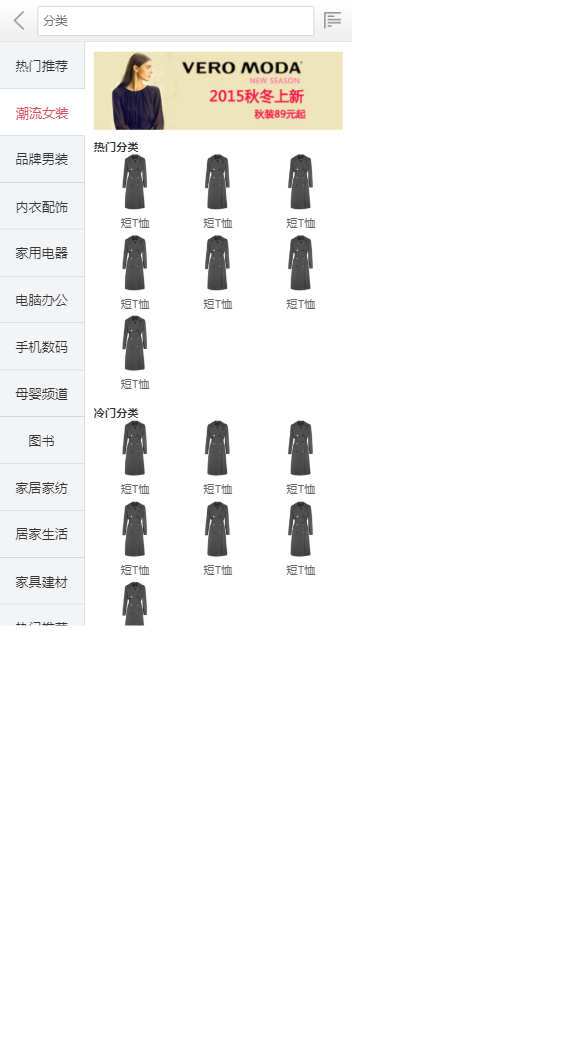 分类
热门推荐
潮流女装
品牌男装
内衣配饰
家用电器
电脑办公
手机数码
母婴频道
图书
家居家纺
居家生活
家具建材
热门推荐
VERO MODA
NEW SEASON
2015秋冬上新
秋装89元起
热门分类
短T恤 短T恤 短T恤
短T恤 短T恤 短T恤
短T恤
冷门分类
短T恤 短T恤 短T恤
短T恤 短T恤 短T恤